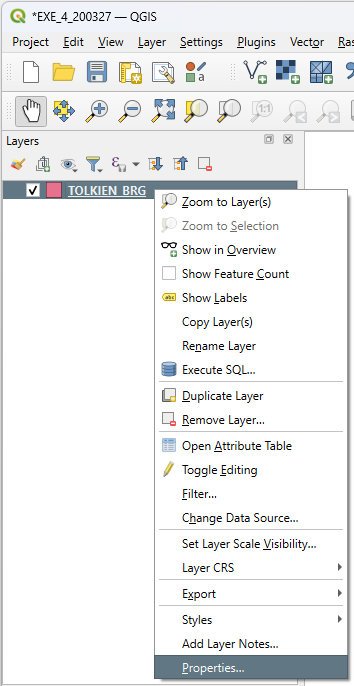 *EXE_4_200327 — QGIS
Project Edit View Layer Settings Plugins Vector Ras
1:1
Layers
ε
TOLKIEN_BRG
Zoom to Layer(s)
Zoom to Selection
Show in Overview
Show Feature Count
abc Show Labels
Copy Layer(s)
Rename Layer
Execute SQL...
Duplicate Layer
Remove Layer...
Open Attribute Table
Toggle Editing
Filter...
Change Data Source...
Set Layer Scale Visibility...
Layer CRS
Export
Styles
Add Layer Notes...
Properties...